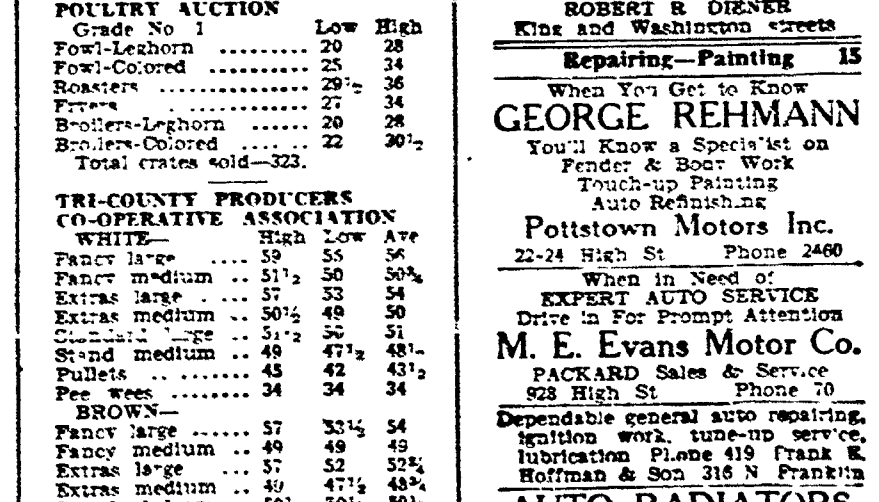 POULTRY AUCTION
Grade No 1 Low High
Fowl-Leghorn ......... 20 28
Fowl-Colored ......... 25 34
Roasters .............. 29½ 36
Fryers ............ 27 34
Broilers-Leghorn ...... 20 28
Broilers-Colored ...... 22 30½
Total crates sold—323.
TRI-COUNTY PRODUCERS
CO-OPERATIVE ASSOCIATION
WHITE— High Low Ave
Fancy large .... 59 55 56
Fancy medium .. 51½ 50 50¾
Extras large .... 57 53 54
Extras medium .. 50½ 49 50
Standard large .. 51½ 50 51
Stand medium .. 49 47½ 48½
Pullets .. ....... 45 42 43½
Pee wees ........ 34 34 34
BROWN—
Fancy large ...... 57 53½ 54
Fancy medium .. 49 49 49
Extras large .... 57 52
Extras medium .. 49 47½
ROBERT R DIENER
King and Washington streets
Repairing—Painting 15
When You Get to Know
GEORGE REHMANN
You'll Know a Specialist on
Fender & Body Work
Touch-up Painting
Auto Refinishing
Pottstown Motors Inc.
22-24 High St Phone 2460
When in Need of
EXPERT AUTO SERVICE
Drive in For Prompt Attention
M. E. Evans Motor Co.
PACKARD Sales & Service
928 High St Phone 70
Dependable general auto repairing,
ignition work, tune-up service,
lubrication Phone 419 Frank K.
Hoffman & Son 316 N Franklin
AUTO RADIATORS